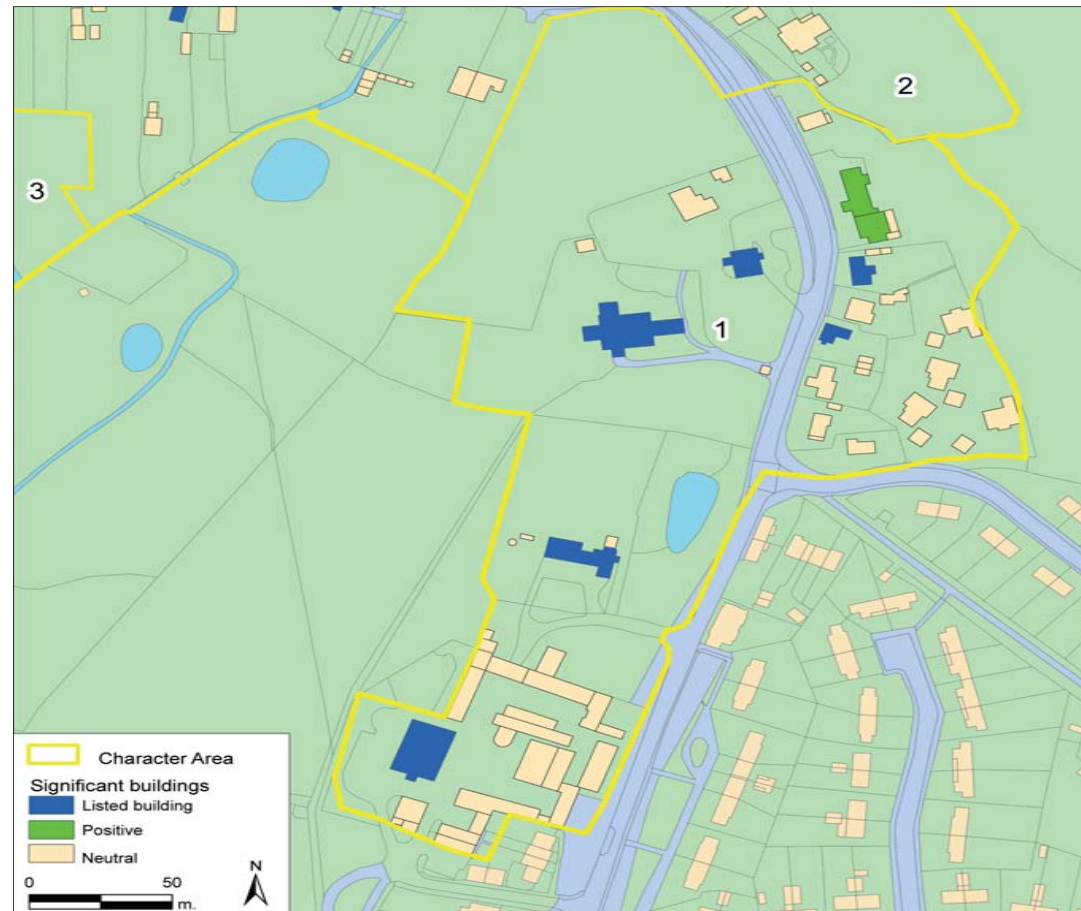 2
3
1
Character Area
Significant buildings
Listed building
Positive
Neutral
N
0 50
m.